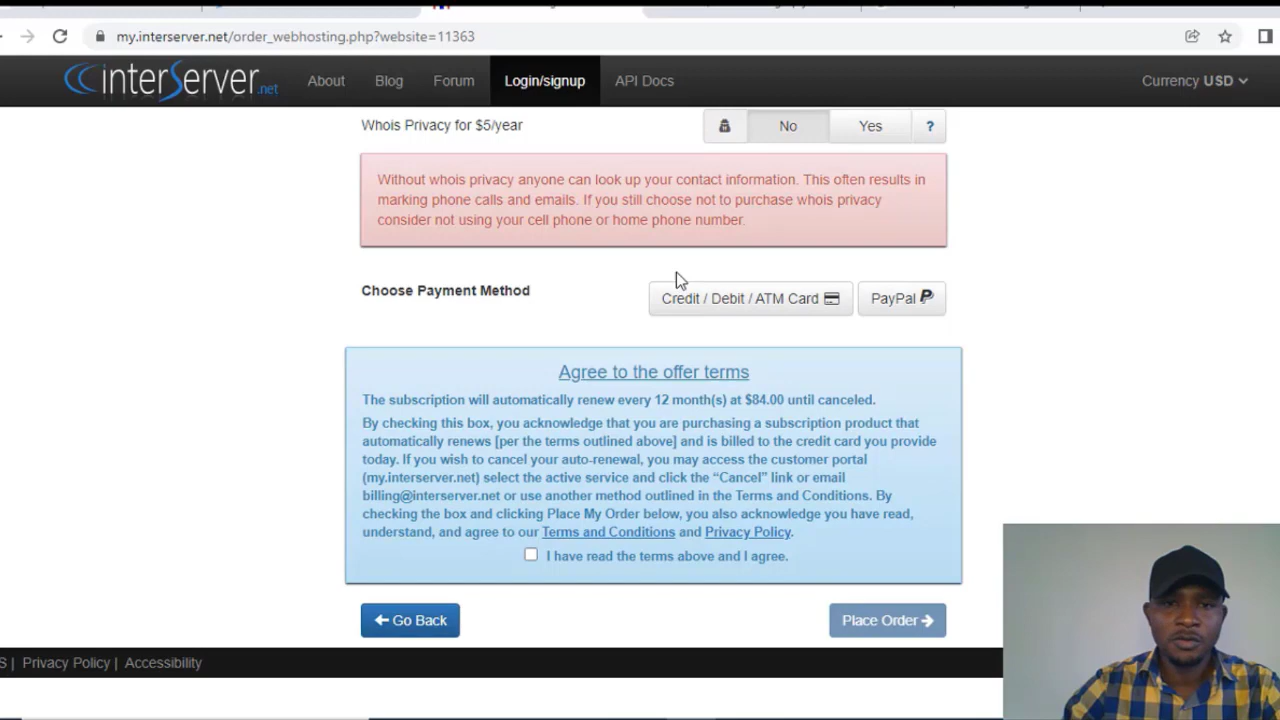 my.interserver.net/order_webhosting.php?website=11363
interServer.net About Blog Forum Login/signup API Docs Currency USD
Whois Privacy for $5/year No Yes ?
Without whois privacy anyone can look up your contact information. This often results in
marking phone calls and emails. If you still choose not to purchase whois privacy
consider not using your cell phone or home phone number.
Choose Payment Method Credit / Debit / ATM Card PayPal
Agree to the offer terms
The subscription will automatically renew every 12 month(s) at $84.00 until canceled.
By checking this box, you acknowledge that you are purchasing a subscription product that
automatically renews [per the terms outlined above] and is billed to the credit card you provide
today. If you wish to cancel your auto-renewal, you may access the customer portal
(my.interserver.net) select the active service and click the “Cancel” link or email
billing@interserver.net or use another method outlined in the Terms and Conditions. By
checking the box and clicking Place My Order below, you also acknowledge you have read,
understand, and agree to our Terms and Conditions and Privacy Policy.
I have read the terms above and I agree.
Go Back Place Order
S | Privacy Policy | Accessibility